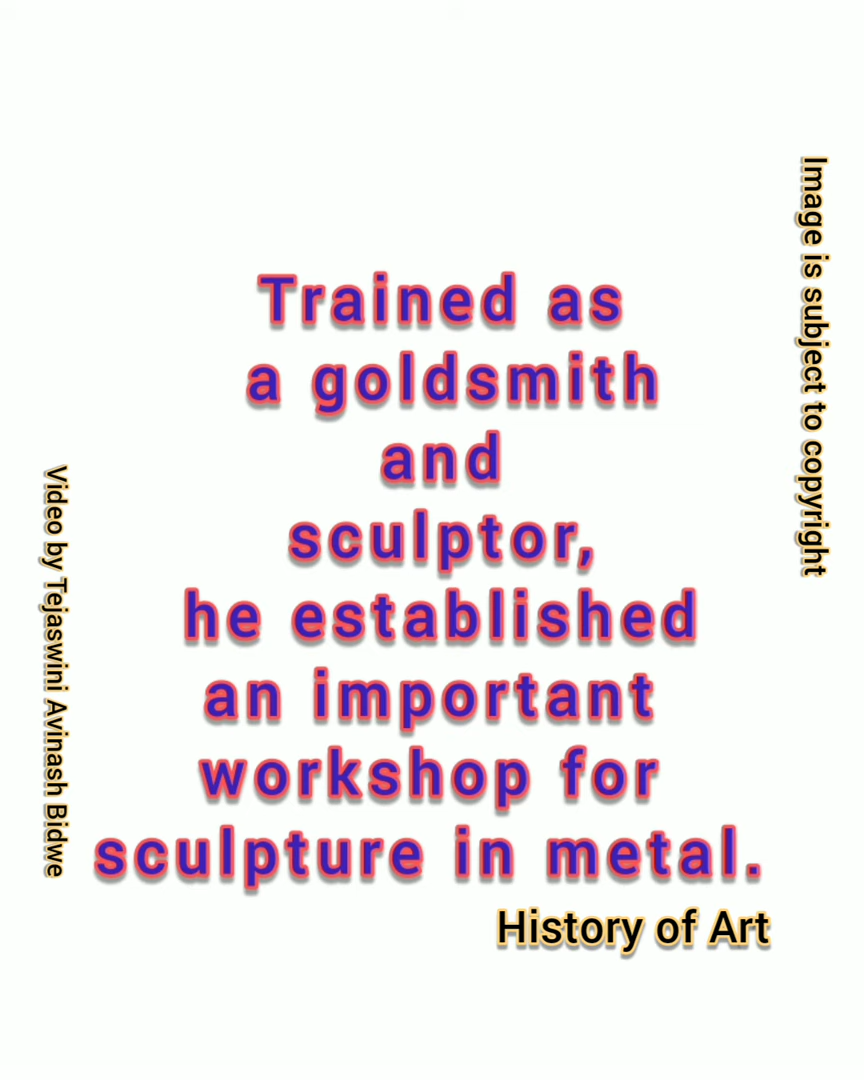 Trained as
a goldsmith
and
sculptor,
he established
an important
workshop for
sculpture in metal.
History of Art
Image is subject to copyright
Video by Tejaswini Avinash Bidwe